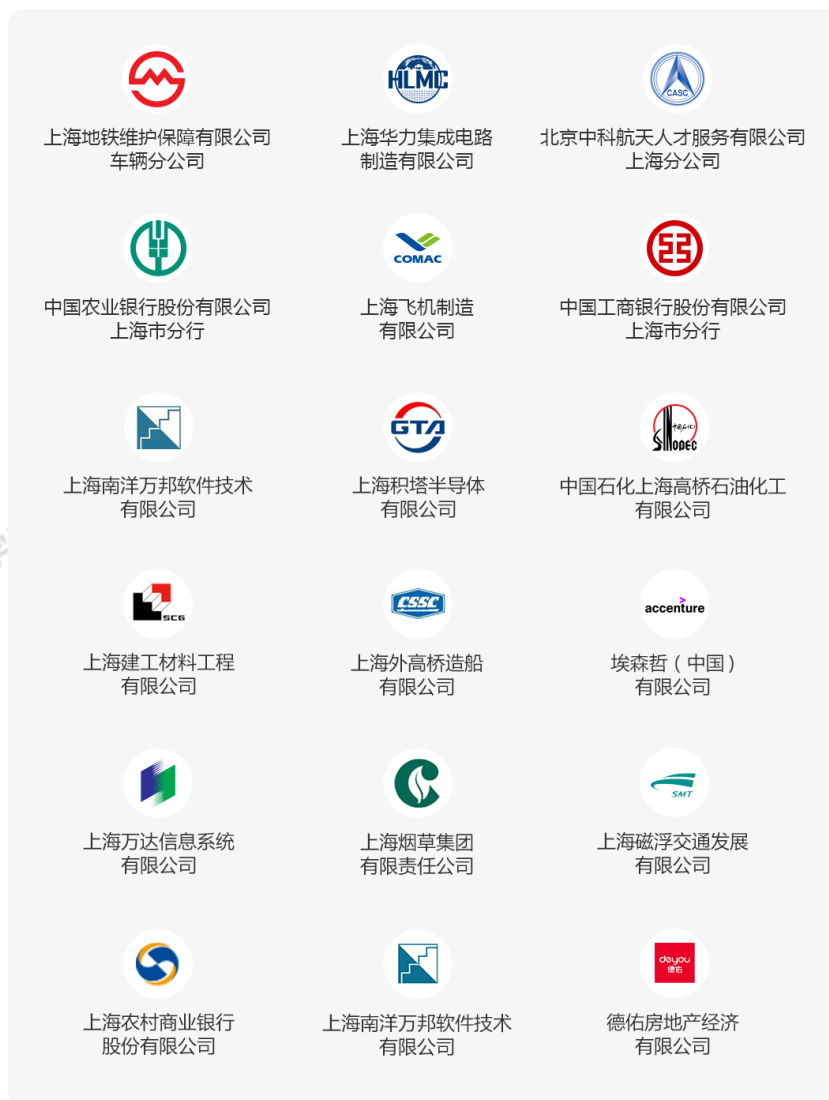 HLMC
CASC
上海地铁维护保障有限公司
车辆分公司
上海华力集成电路
制造有限公司
北京中科航天人才服务有限公司
上海分公司
COMAC
中国农业银行股份有限公司
上海市分行
上海飞机制造
有限公司
中国工商银行股份有限公司
上海市分行
GTA
中国石化
SINOPEC
上海南洋万邦软件技术
有限公司
上海积塔半导体
有限公司
中国石化上海高桥石油化工
有限公司
SCG
CSSC
accenture
上海建工材料工程
有限公司
上海外高桥造船
有限公司
埃森哲（中国）
有限公司
SMT
上海万达信息系统
有限公司
上海烟草集团
有限责任公司
上海磁浮交通发展
有限公司
deyou
德佑
上海农村商业银行
股份有限公司
上海南洋万邦软件技术
有限公司
德佑房地产经济
有限公司